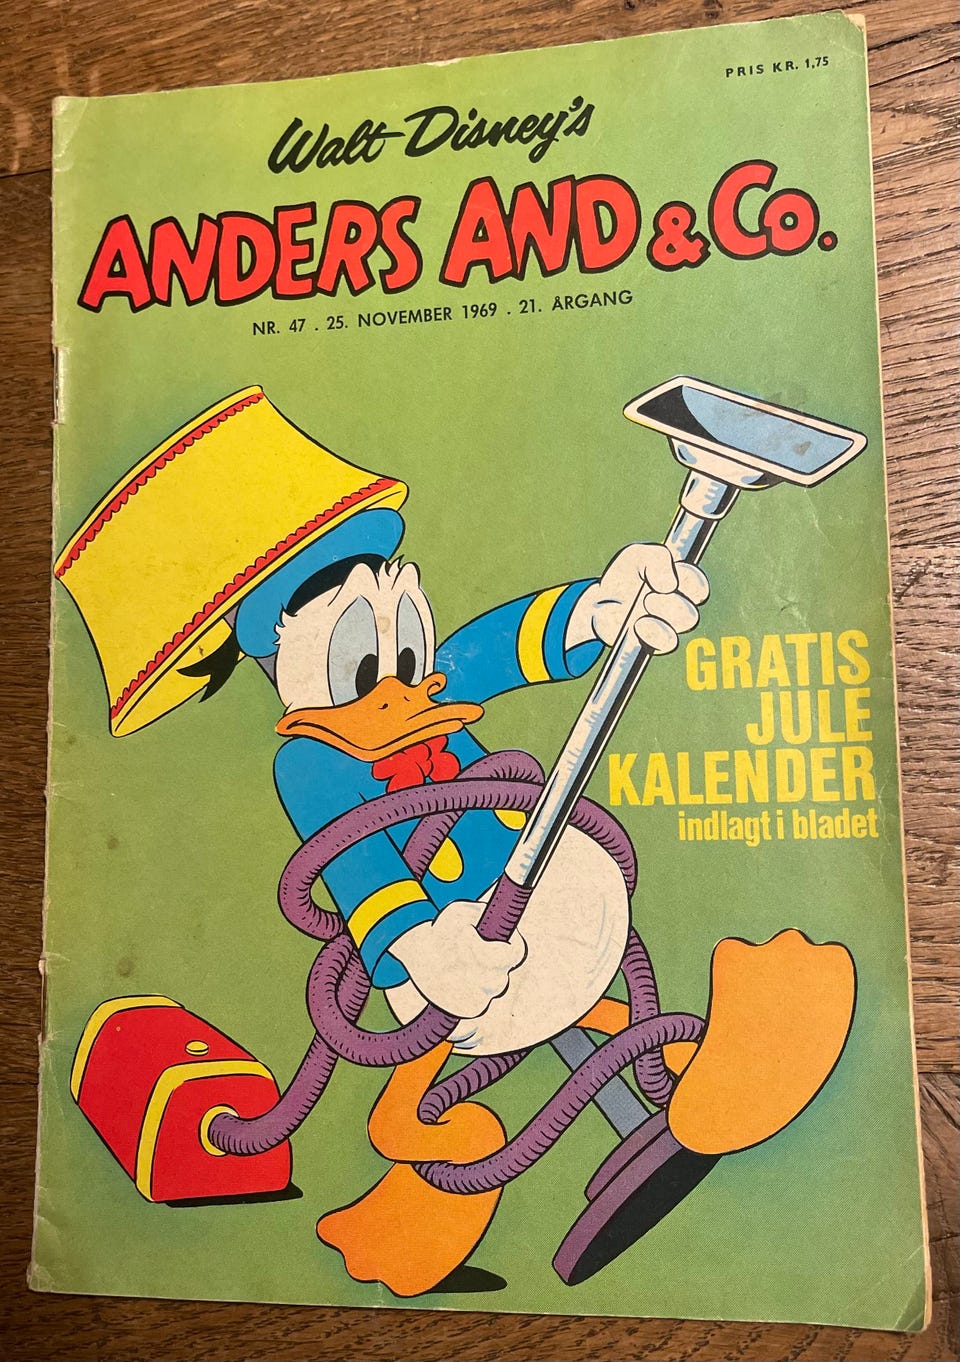 PRIS KR. 1,75
Walt Disney's
ANDERS AND & Co.
NR. 47 . 25. NOVEMBER 1969 . 21. ÅRGANG
GRATIS
JULE
KALENDER
indlagt i bladet